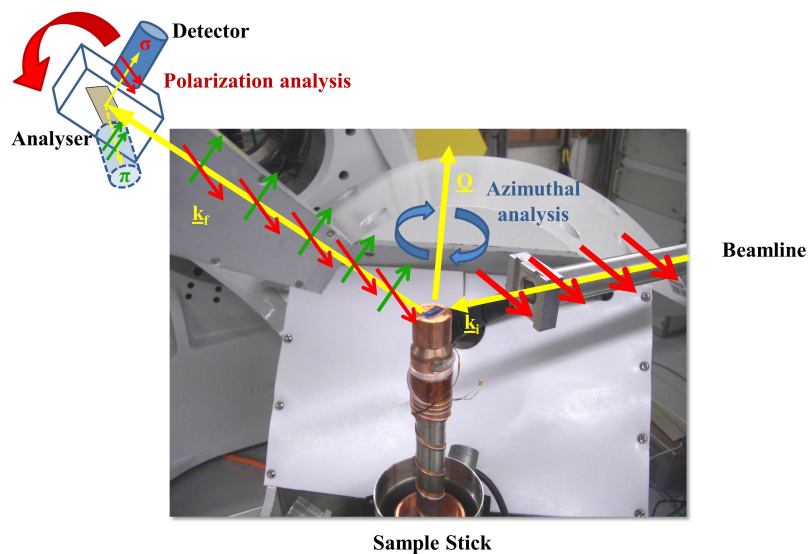 Detector
σ
Polarization analysis
Analyser
π
Q
Azimuthal
analysis
k_f
Beamline
k_i
Sample Stick